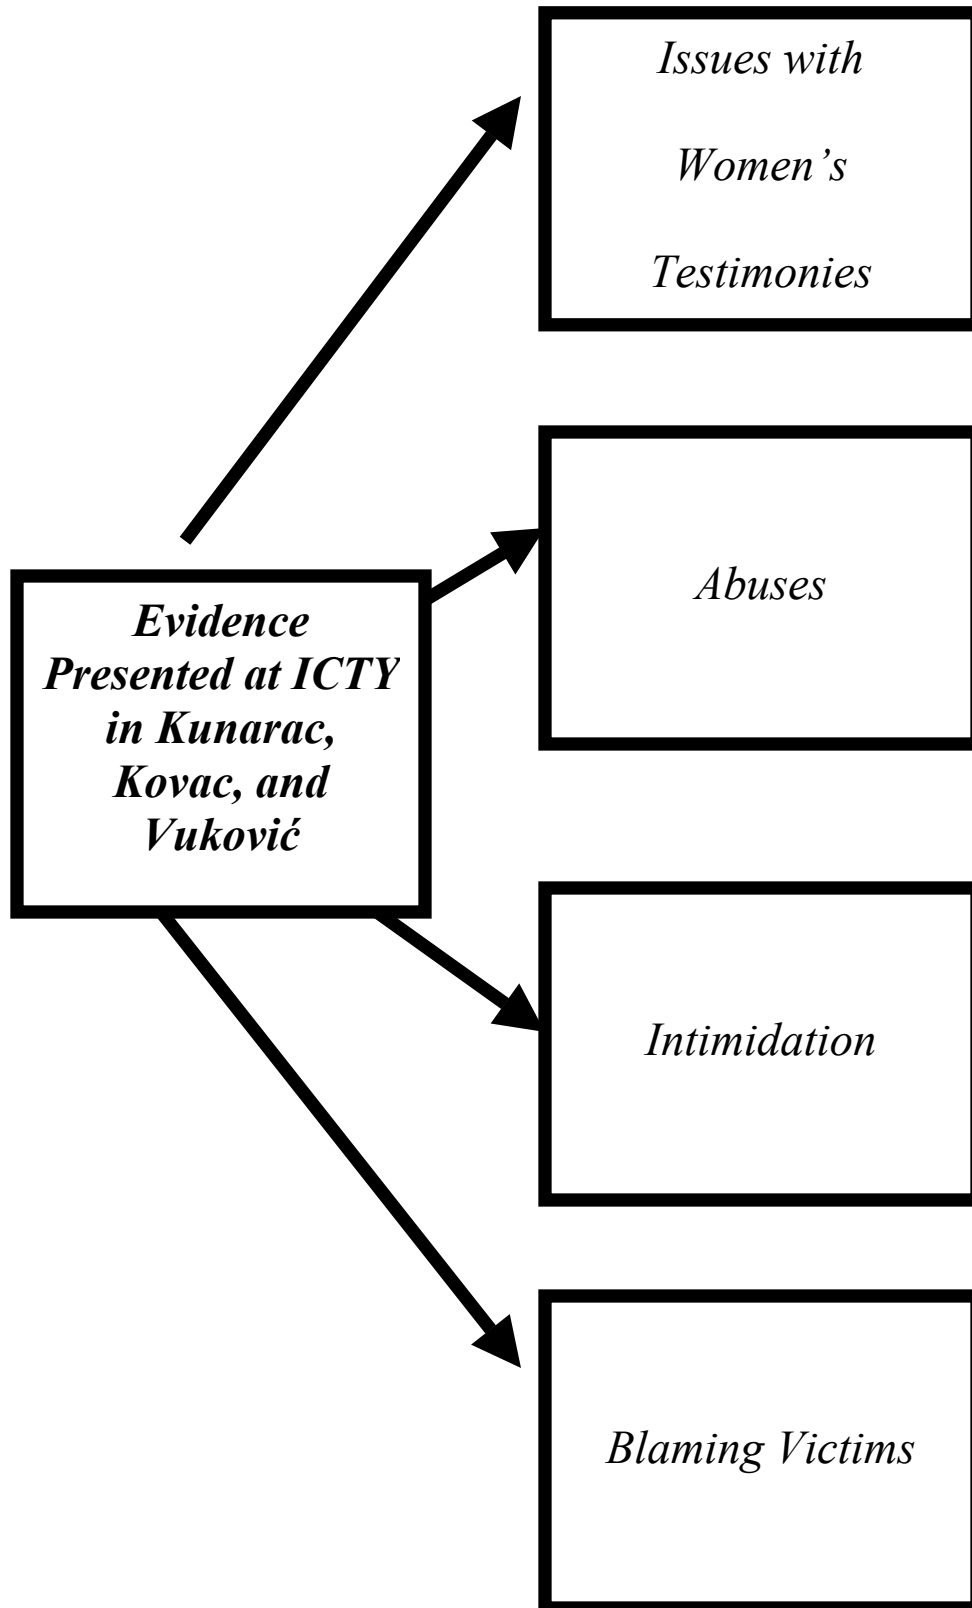 Issues with
Women’s
Testimonies
Abuses
Evidence
Presented at ICTY
in Kunarac,
Kovac, and
Vuković
Intimidation
Blaming Victims